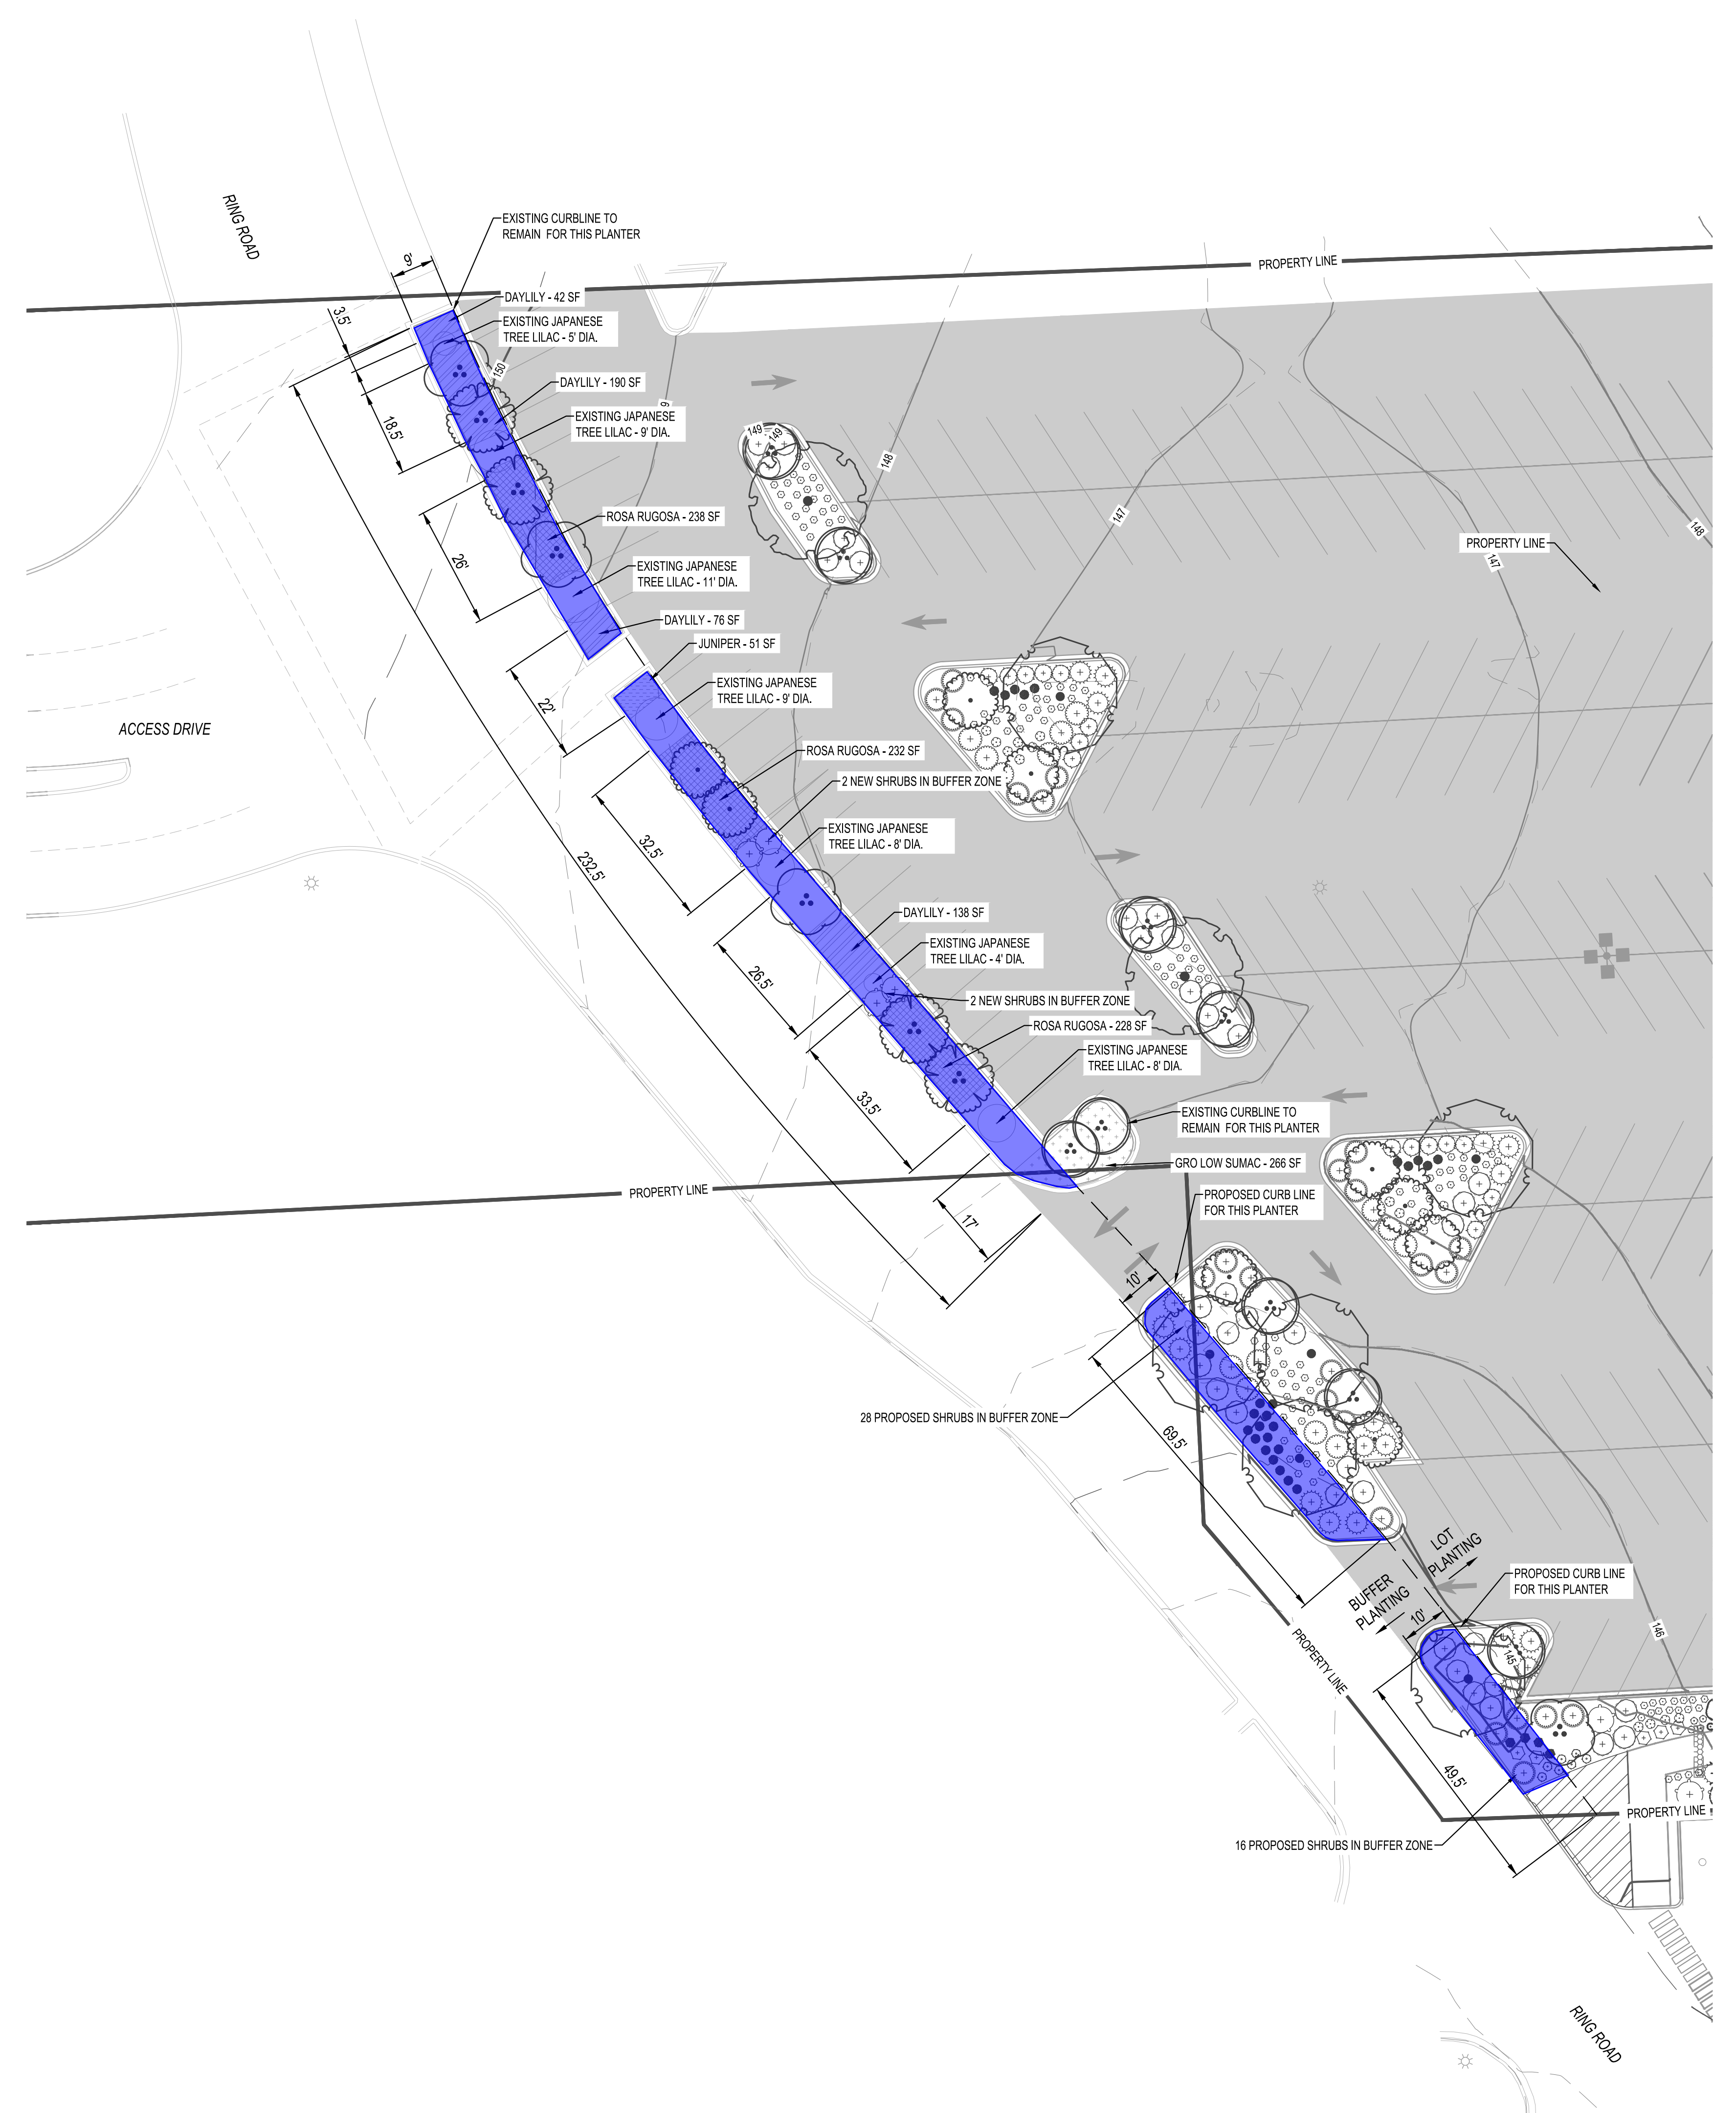 RING ROAD
EXISTING CURBLINE TO
REMAIN FOR THIS PLANTER
PROPERTY LINE
9'
DAYLILY - 42 SF
3.5'
EXISTING JAPANESE
TREE LILAC - 5' DIA.
150
DAYLILY - 190 SF
9
EXISTING JAPANESE
TREE LILAC - 9' DIA.
18.5'
149
149
148
147
148
ROSA RUGOSA - 238 SF
PROPERTY LINE
147
26'
EXISTING JAPANESE
TREE LILAC - 11' DIA.
DAYLILY - 76 SF
JUNIPER - 51 SF
EXISTING JAPANESE
TREE LILAC - 9' DIA.
22'
ACCESS DRIVE
ROSA RUGOSA - 232 SF
2 NEW SHRUBS IN BUFFER ZONE
EXISTING JAPANESE
TREE LILAC - 8' DIA.
32.5'
232.5'
DAYLILY - 138 SF
EXISTING JAPANESE
TREE LILAC - 4' DIA.
26.5'
2 NEW SHRUBS IN BUFFER ZONE
ROSA RUGOSA - 228 SF
EXISTING JAPANESE
TREE LILAC - 8' DIA.
33.5'
EXISTING CURBLINE TO
REMAIN FOR THIS PLANTER
GRO LOW SUMAC - 266 SF
PROPERTY LINE
PROPOSED CURB LINE
FOR THIS PLANTER
17'
10'
28 PROPOSED SHRUBS IN BUFFER ZONE
69.5'
LOT
PLANTING
BUFFER
PLANTING
PROPOSED CURB LINE
FOR THIS PLANTER
10'
146
145
PROPERTY LINE
49.5'
PROPERTY LINE
16 PROPOSED SHRUBS IN BUFFER ZONE
RING ROAD